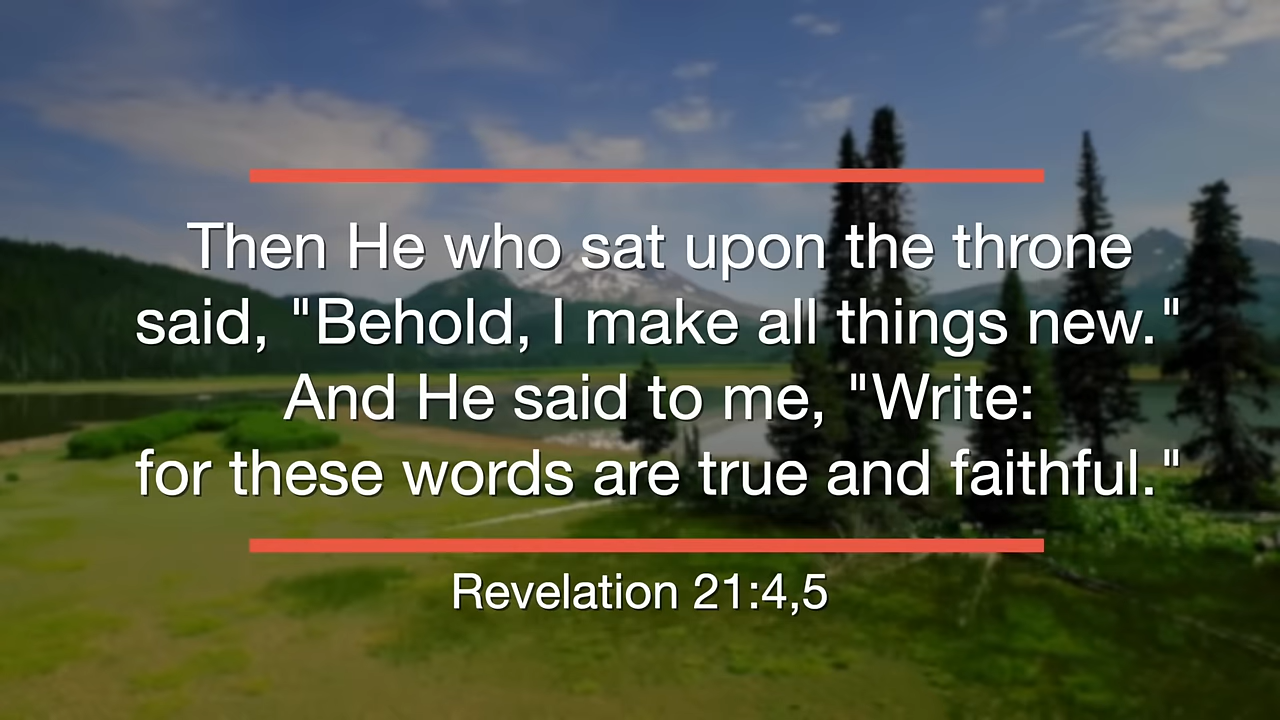 Then He who sat upon the throne
said, "Behold, I make all things new."
And He said to me, "Write:
for these words are true and faithful."
Revelation 21:4,5